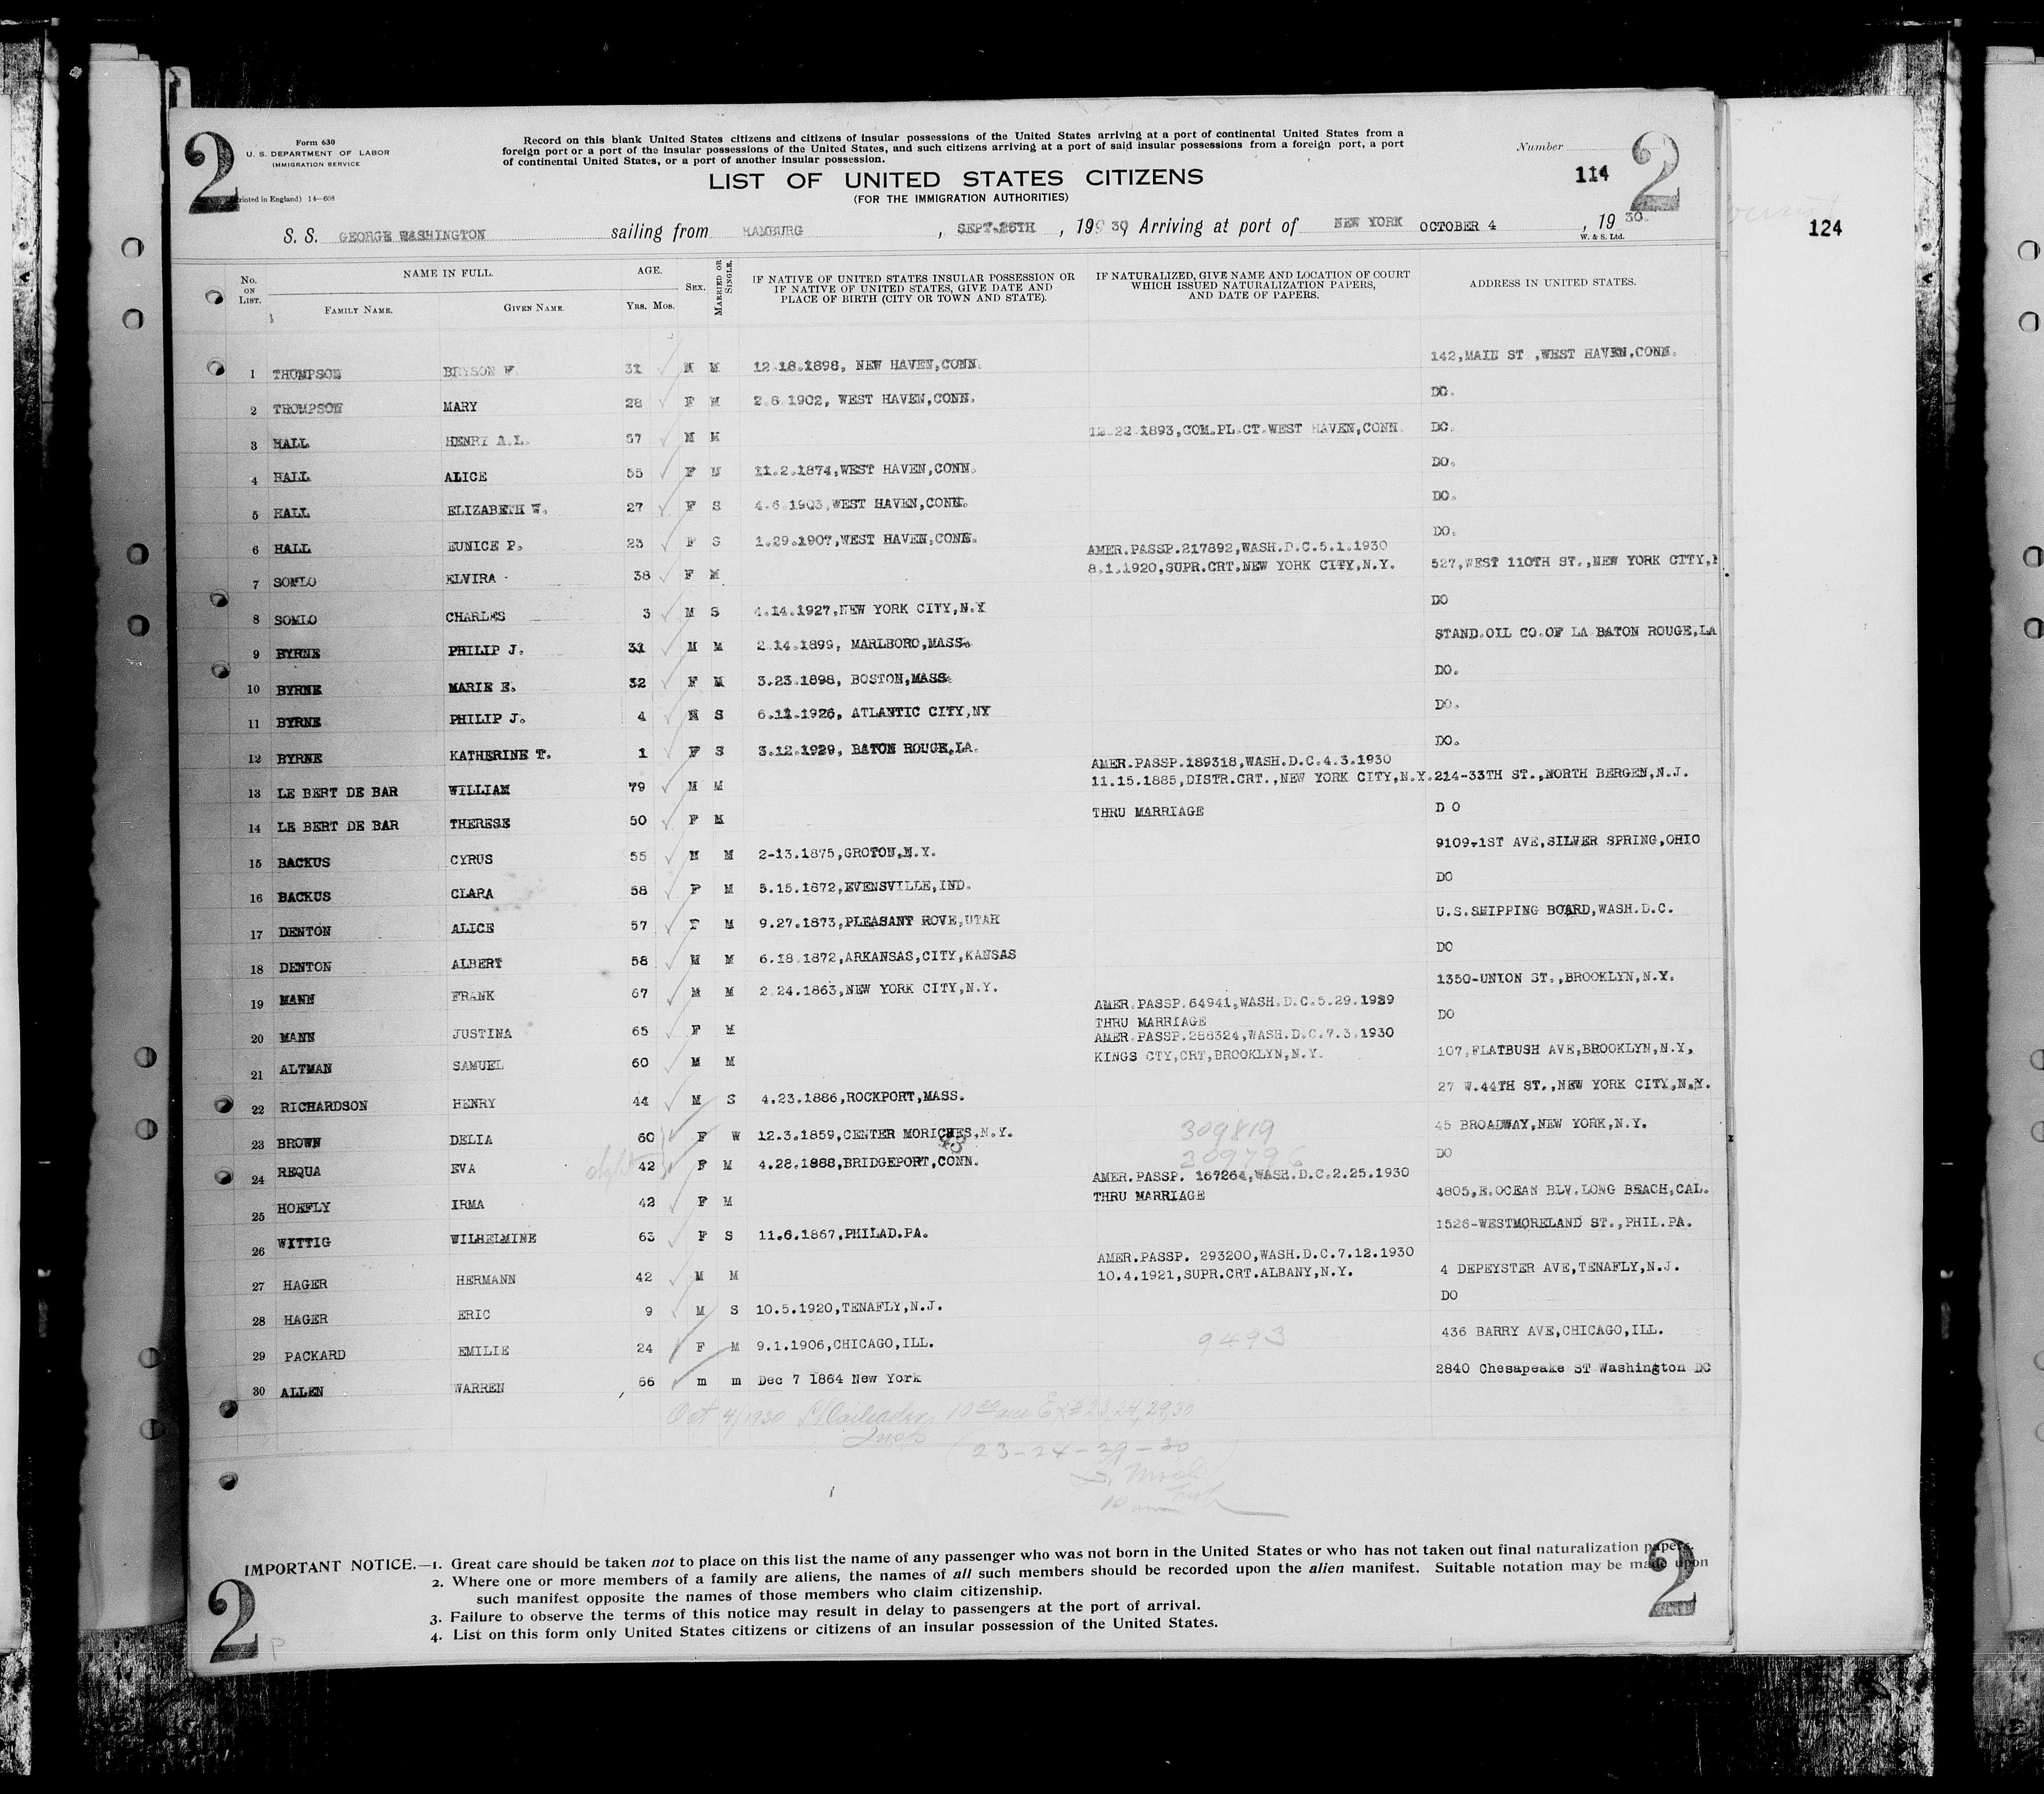 2
2
Form 630
U. S. DEPARTMENT OF LABOR
IMMIGRATION SERVICE
rinted in England) 14—608
Record on this blank United States citizens and citizens of insular possessions of the United States arriving at a port of continental United States from a
foreign port or a port of the insular possessions of the United States, and such citizens arriving at a port of said insular possessions from a foreign port, a port
of continental United States, or a port of another insular possession.
Number
114
124
LIST OF UNITED STATES CITIZENS
(FOR THE IMMIGRATION AUTHORITIES)
S. S. GEORGE WASHINGTON sailing from HAMBURG, SEPT.25TH, 19 30, Arriving at port of NEW YORK OCTOBER 4, 19 30.
W. & S. Ltd.
No. ON LIST. NAME IN FULL. FAMILY NAME. GIVEN NAME. AGE. YRS. MOS. SEX. MARRIED OR SINGLE. IF NATIVE OF UNITED STATES INSULAR POSSESSION OR IF NATIVE OF UNITED STATES, GIVE DATE AND PLACE OF BIRTH (CITY OR TOWN AND STATE). IF NATURALIZED, GIVE NAME AND LOCATION OF COURT WHICH ISSUED NATURALIZATION PAPERS, AND DATE OF PAPERS. ADDRESS IN UNITED STATES.
1 THOMPSON BRYSON F 31 M M 12.18.1898, NEW HAVEN,CONN. 142,MAIN ST ,WEST HAVEN,CONN.
2 THOMPSON MARY 28 F M 2.6.1902, WEST HAVEN,CONN. DO.
3 HALL HENRY A.L. 57 M M 12.22.1893,COM.PL.CT.WEST HAVEN,CONN. DO.
4 HALL ALICE 55 F M 11.2.1874,WEST HAVEN,CONN. DO.
5 HALL ELIZABETH W. 27 F S 4.6.1903,WEST HAVEN,CONN. DO.
6 HALL EUNICE P. 23 F S 1.29.1907,WEST HAVEN,CONN. DO.
AMER.PASSP.217892,WASH.D.C.5.1.1930
7 SOMLO ELVIRA 38 F M 8.1.1920,SUPR.CRT.NEW YORK CITY,N.Y. 527,WEST 110TH ST.,NEW YORK CITY,N
8 SOMLO CHARLES 3 M S 4.14.1927,NEW YORK CITY,N.Y DO
9 BYRNE PHILIP J. 31 M M 2.14.1899, MARLBORO,MASS. STAND.OIL CO.OF LA BATON ROUGE,LA
10 BYRNE MARIE E. 32 F M 3.23.1898, BOSTON,MASS. DO.
11 BYRNE PHILIP J. 4 M S 6.11.1926, ATLANTIC CITY,NY DO.
12 BYRNE KATHERINE T. 1 F S 3.12.1929, BATON ROUGE,LA. DO.
AMER.PASSP.189318,WASH.D.C.4.3.1930
13 LE BERT DE BAR WILLIAM 79 M M 11.15.1885,DISTR.CRT.,NEW YORK CITY,N.Y. 214-33TH ST.,NORTH BERGEN,N.J.
14 LE BERT DE BAR THERESE 50 F M THRU MARRIAGE D O
15 BACKUS CYRUS 55 M M 2-13.1875,GROTON,N.Y. 9109-1ST AVE,SILVER SPRING,OHIO
16 BACKUS CLARA 58 F M 5.15.1872,EVENSVILLE,IND. DO
17 DENTON ALICE 57 F M 9.27.1873,PLEASANT ROVE,UTAH U.S.SHIPPING BOARD,WASH.D.C.
18 DENTON ALBERT 58 M M 6.18.1872,ARKANSAS,CITY,KANSAS DO
19 MANN FRANK 67 M M 2.24.1863,NEW YORK CITY,N.Y. 1350-UNION ST.,BROOKLYN,N.Y.
AMER.PASSP.64941,WASH.D.C.5.29.1929
20 MANN JUSTINA 65 F M THRU MARRIAGE DO
AMER.PASSP.288324,WASH.D.C.7.3.1930
21 ALTMAN SAMUEL 60 M M KINGS CTY,CRT,BROOKLYN,N.Y. 107,FLATBUSH AVE,BROOKLYN,N.Y,
22 RICHARDSON HENRY 44 M S 4.23.1886,ROCKPORT,MASS. 27 W.44TH ST.,NEW YORK CITY,N.Y.
23 BROWN DELIA 60 F W 12.3.1859,CENTER MORICHES,N.Y. 309819 45 BROADWAY,NEW YORK,N.Y.
24 REQUA EVA 42 F M 4.28.1888,BRIDGEPORT,CONN. 309796 DO
AMER.PASSP. 167264,WASH.D.C.2.25.1930
25 HOEFLY IRMA 42 F M THRU MARRIAGE 4805,E.OCEAN BLV.LONG BEACH,CAL.
26 WITTIG WILHELMINE 63 F S 11.6.1867,PHILAD.PA. 1526-WESTMORELAND ST.,PHIL.PA.
AMER.PASSP. 293200,WASH.D.C.7.12.1930
27 HAGER HERMANN 42 M M 10.4.1921,SUPR.CRT.ALBANY,N.Y. 4 DEPEYSTER AVE,TENAFLY,N.J.
28 HAGER ERIC 9 M S 10.5.1920,TENAFLY,N.J. DO
29 PACKARD EMILIE 24 F M 9.1.1906,CHICAGO,ILL. 9493 436 BARRY AVE,CHICAGO,ILL.
30 ALLEN WARREN 66 m m Dec 7 1864 New York 2840 Chesapeake ST Washington DC
Oct 4/1930 10 30 am Ex# 23,24,29,30
Insp
23-24-29-30
10 am
IMPORTANT NOTICE.—1. Great care should be taken not to place on this list the name of any passenger who was not born in the United States or who has not taken out final naturalization papers.
2. Where one or more members of a family are aliens, the names of all such members should be recorded upon the alien manifest. Suitable notation may be made upon
such manifest opposite the names of those members who claim citizenship.
3. Failure to observe the terms of this notice may result in delay to passengers at the port of arrival.
4. List on this form only United States citizens or citizens of an insular possession of the United States.
2
2